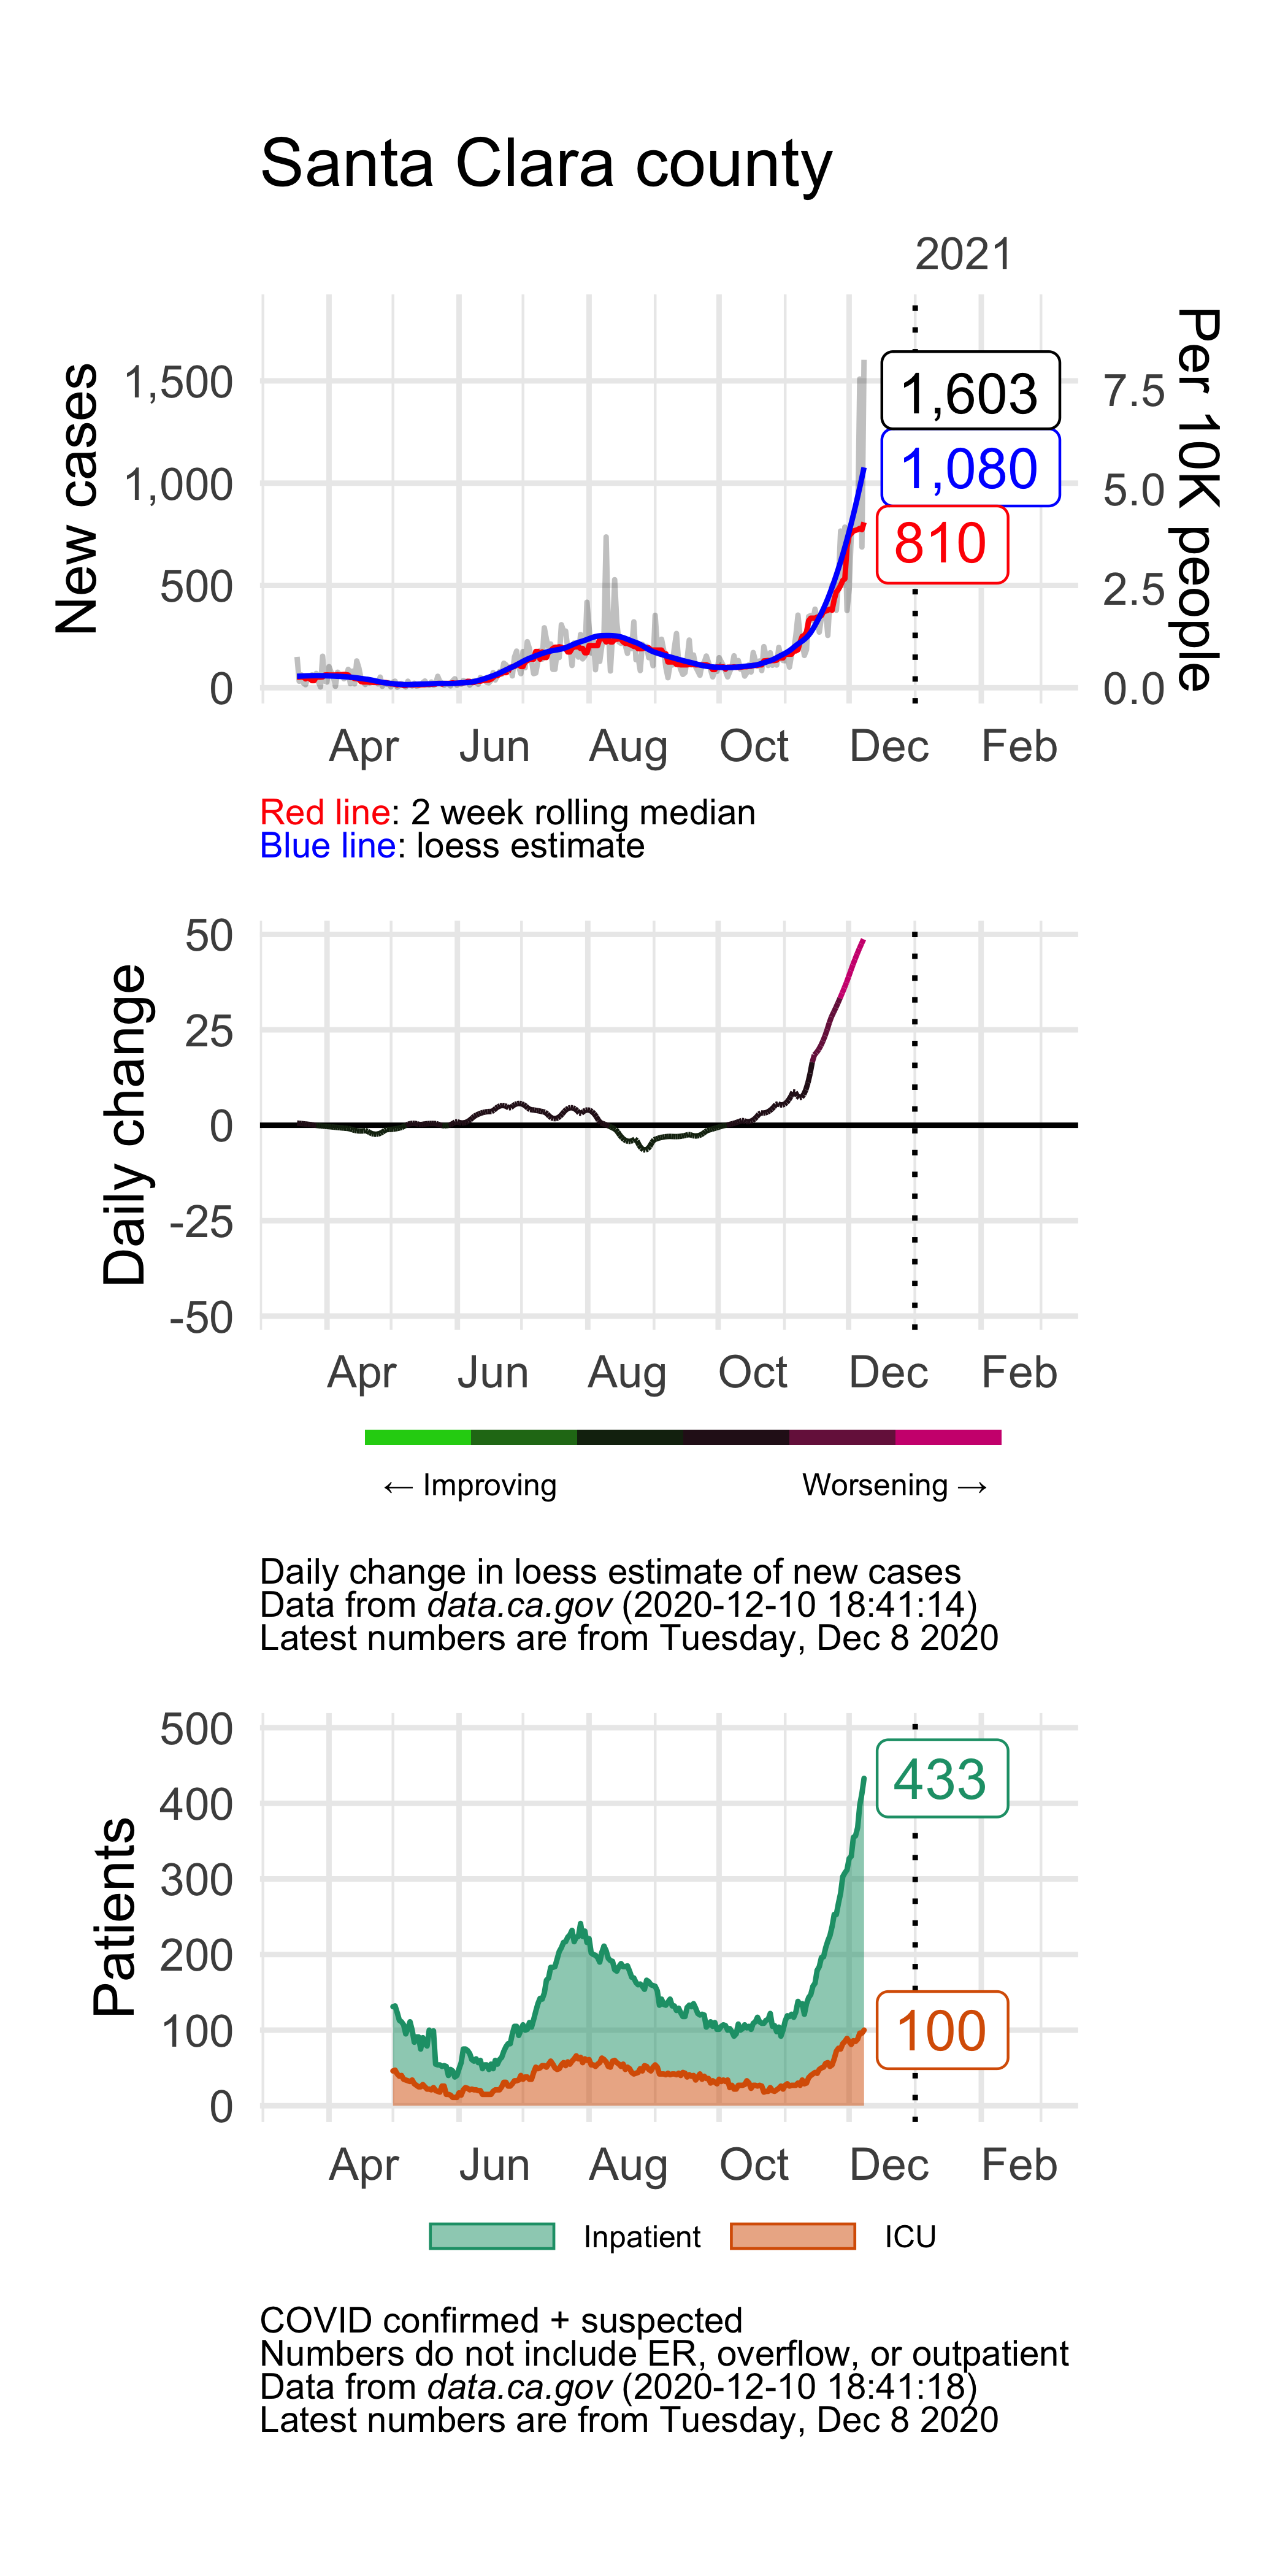 Santa Clara county
2021
New cases
1,500
1,000
500
0
1,603
1,080
810
7.5
5.0
2.5
0.0
Per 10K people
Apr Jun Aug Oct Dec Feb
Red line: 2 week rolling median
Blue line: loess estimate
Daily change
50
25
0
-25
-50
Apr Jun Aug Oct Dec Feb
← Improving Worsening →
Daily change in loess estimate of new cases
Data from data.ca.gov (2020-12-10 18:41:14)
Latest numbers are from Tuesday, Dec 8 2020
Patients
500
400
300
200
100
0
433
100
Apr Jun Aug Oct Dec Feb
Inpatient ICU
COVID confirmed + suspected
Numbers do not include ER, overflow, or outpatient
Data from data.ca.gov (2020-12-10 18:41:18)
Latest numbers are from Tuesday, Dec 8 2020